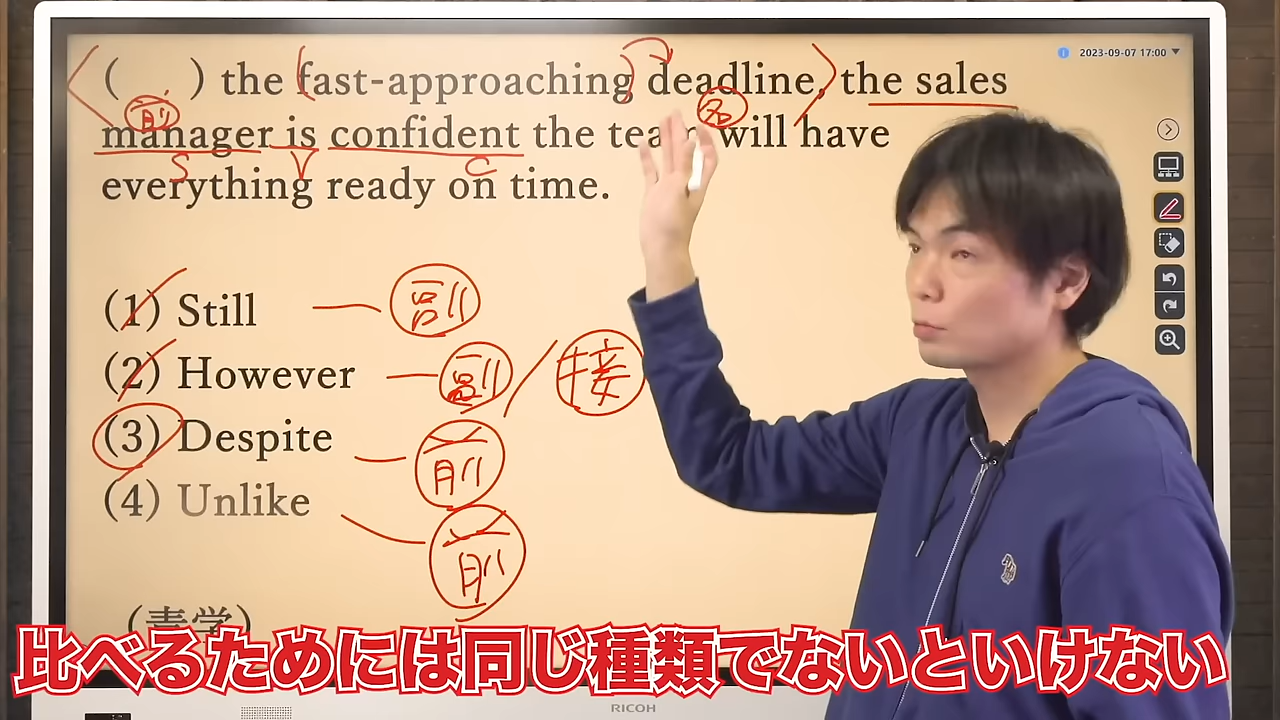 2023-09-07 17:00
( ) the fast-approaching deadline, the sales
前 名
manager is confident the team will have
S V C
everything ready on time.
(1) Still 副
(2) However 副 / 接
(3) Despite 前
(4) Unlike 前
(青学)
比べるためには同じ種類でないといけない
RICOH